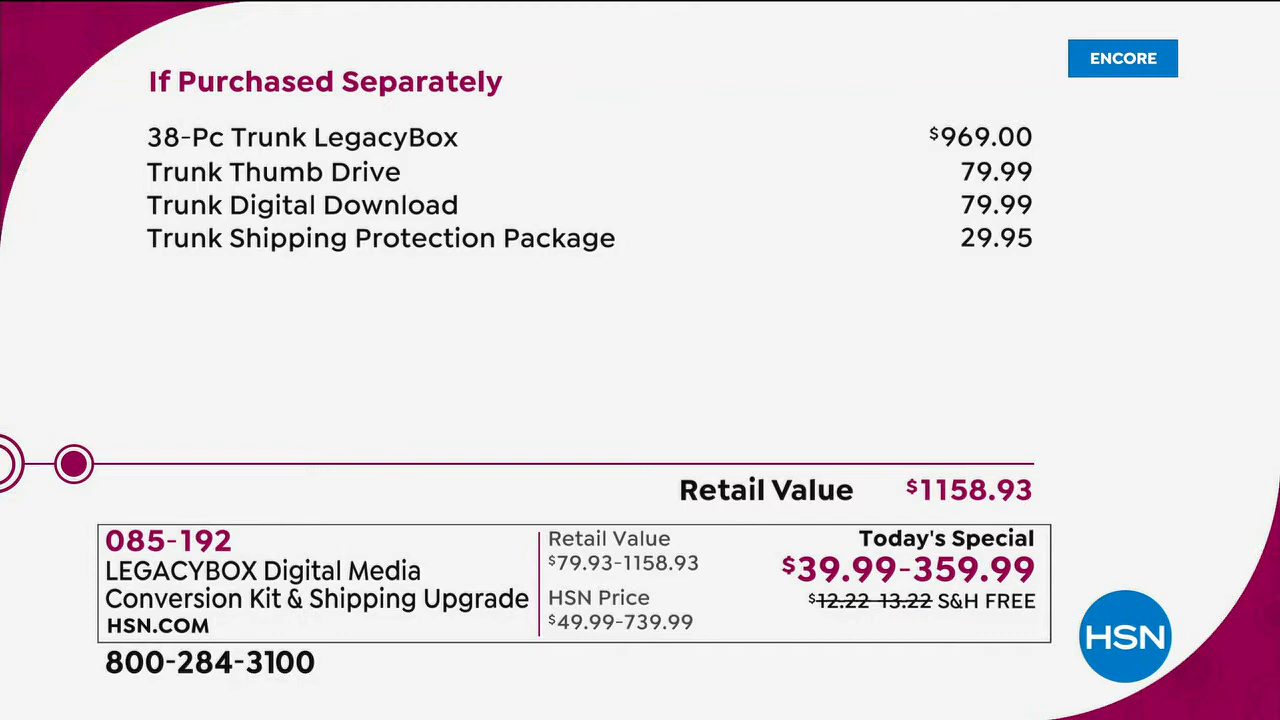 ENCORE
If Purchased Separately
38-Pc Trunk LegacyBox $969.00
Trunk Thumb Drive 79.99
Trunk Digital Download 79.99
Trunk Shipping Protection Package 29.95
Retail Value $1158.93
085-192
LEGACYBOX Digital Media
Conversion Kit & Shipping Upgrade
HSN.COM
Retail Value
$79.93-1158.93
HSN Price
$49.99-739.99
Today's Special
$39.99-359.99
$12.22-13.22 S&H FREE
800-284-3100
HSN